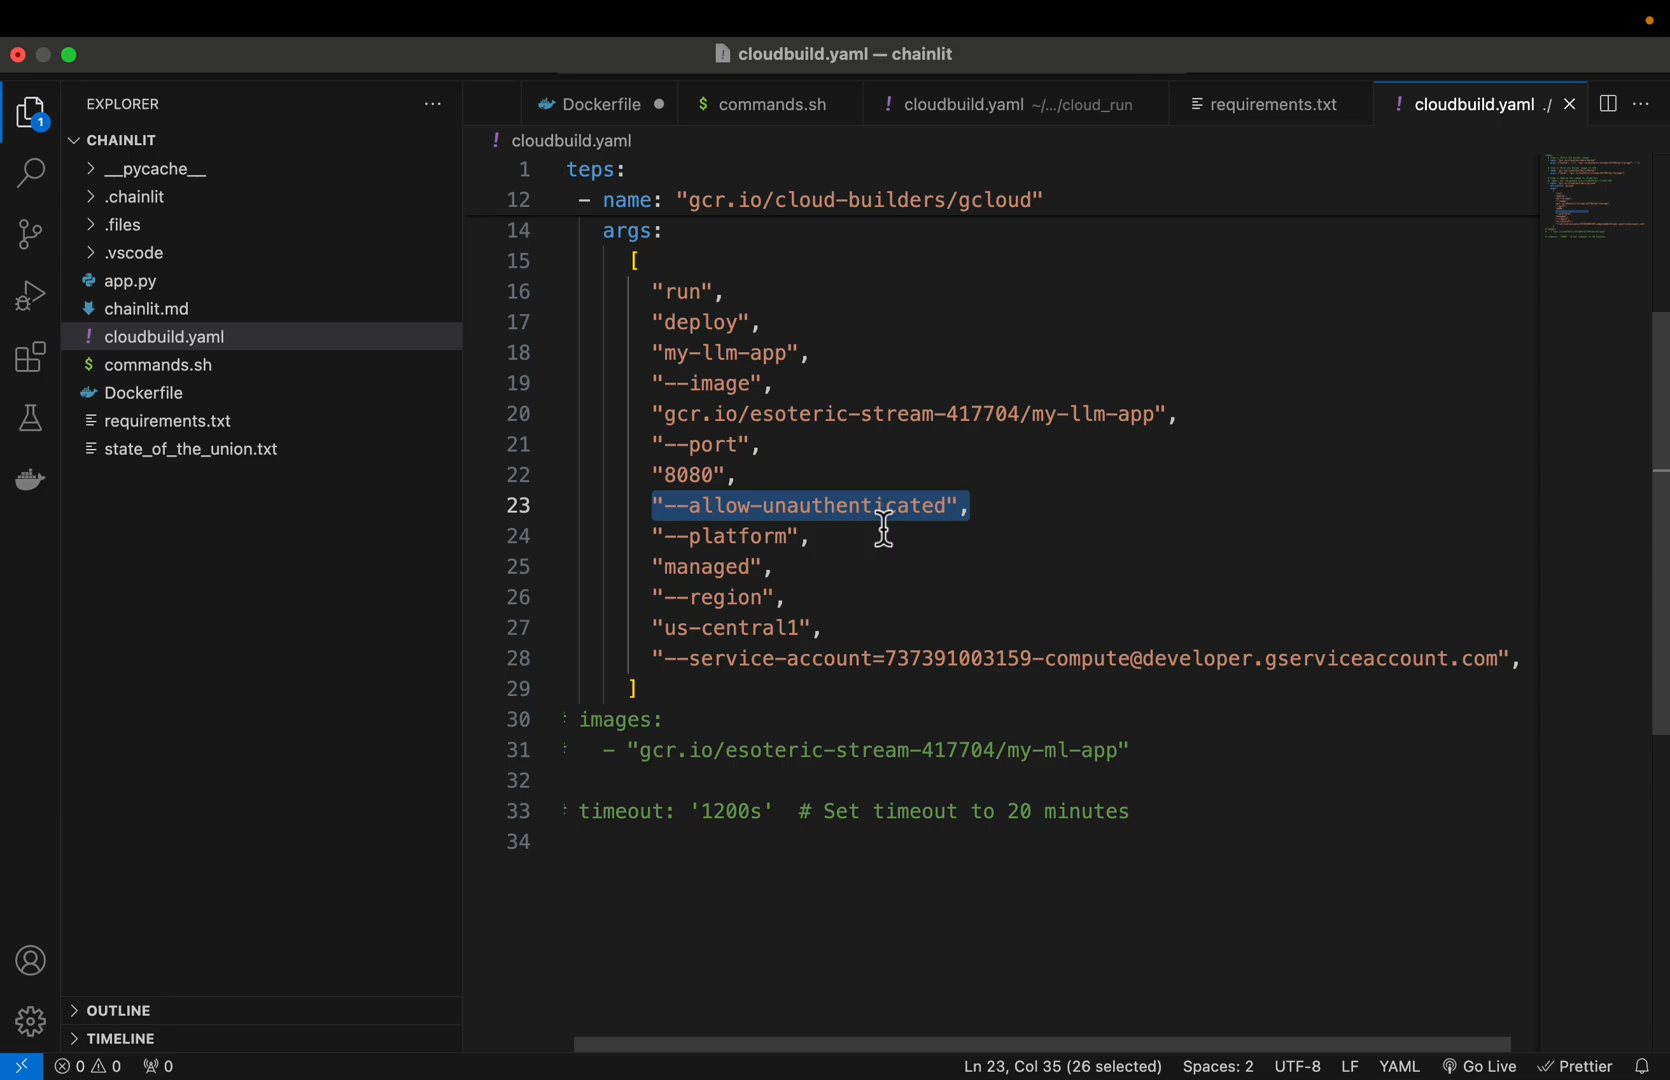 cloudbuild.yaml — chainlit
EXPLORER
Dockerfile
commands.sh
cloudbuild.yaml ~/.../cloud_run
requirements.txt
cloudbuild.yaml ./
1
CHAINLIT
cloudbuild.yaml
__pycache__
.chainlit
.files
.vscode
app.py
chainlit.md
cloudbuild.yaml
commands.sh
Dockerfile
requirements.txt
state_of_the_union.txt
1 teps:
12 - name: "gcr.io/cloud-builders/gcloud"
14 args:
15 [
16 "run",
17 "deploy",
18 "my-llm-app",
19 "--image",
20 "gcr.io/esoteric-stream-417704/my-llm-app",
21 "--port",
22 "8080",
23 "--allow-unauthenticated",
24 "--platform",
25 "managed",
26 "--region",
27 "us-central1",
28 "--service-account=737391003159-compute@developer.gserviceaccount.com",
29 ]
30 images:
31 - "gcr.io/esoteric-stream-417704/my-ml-app"
32
33 timeout: '1200s' # Set timeout to 20 minutes
34
OUTLINE
TIMELINE
0 0 0 Ln 23, Col 35 (26 selected) Spaces: 2 UTF-8 LF YAML Go Live Prettier